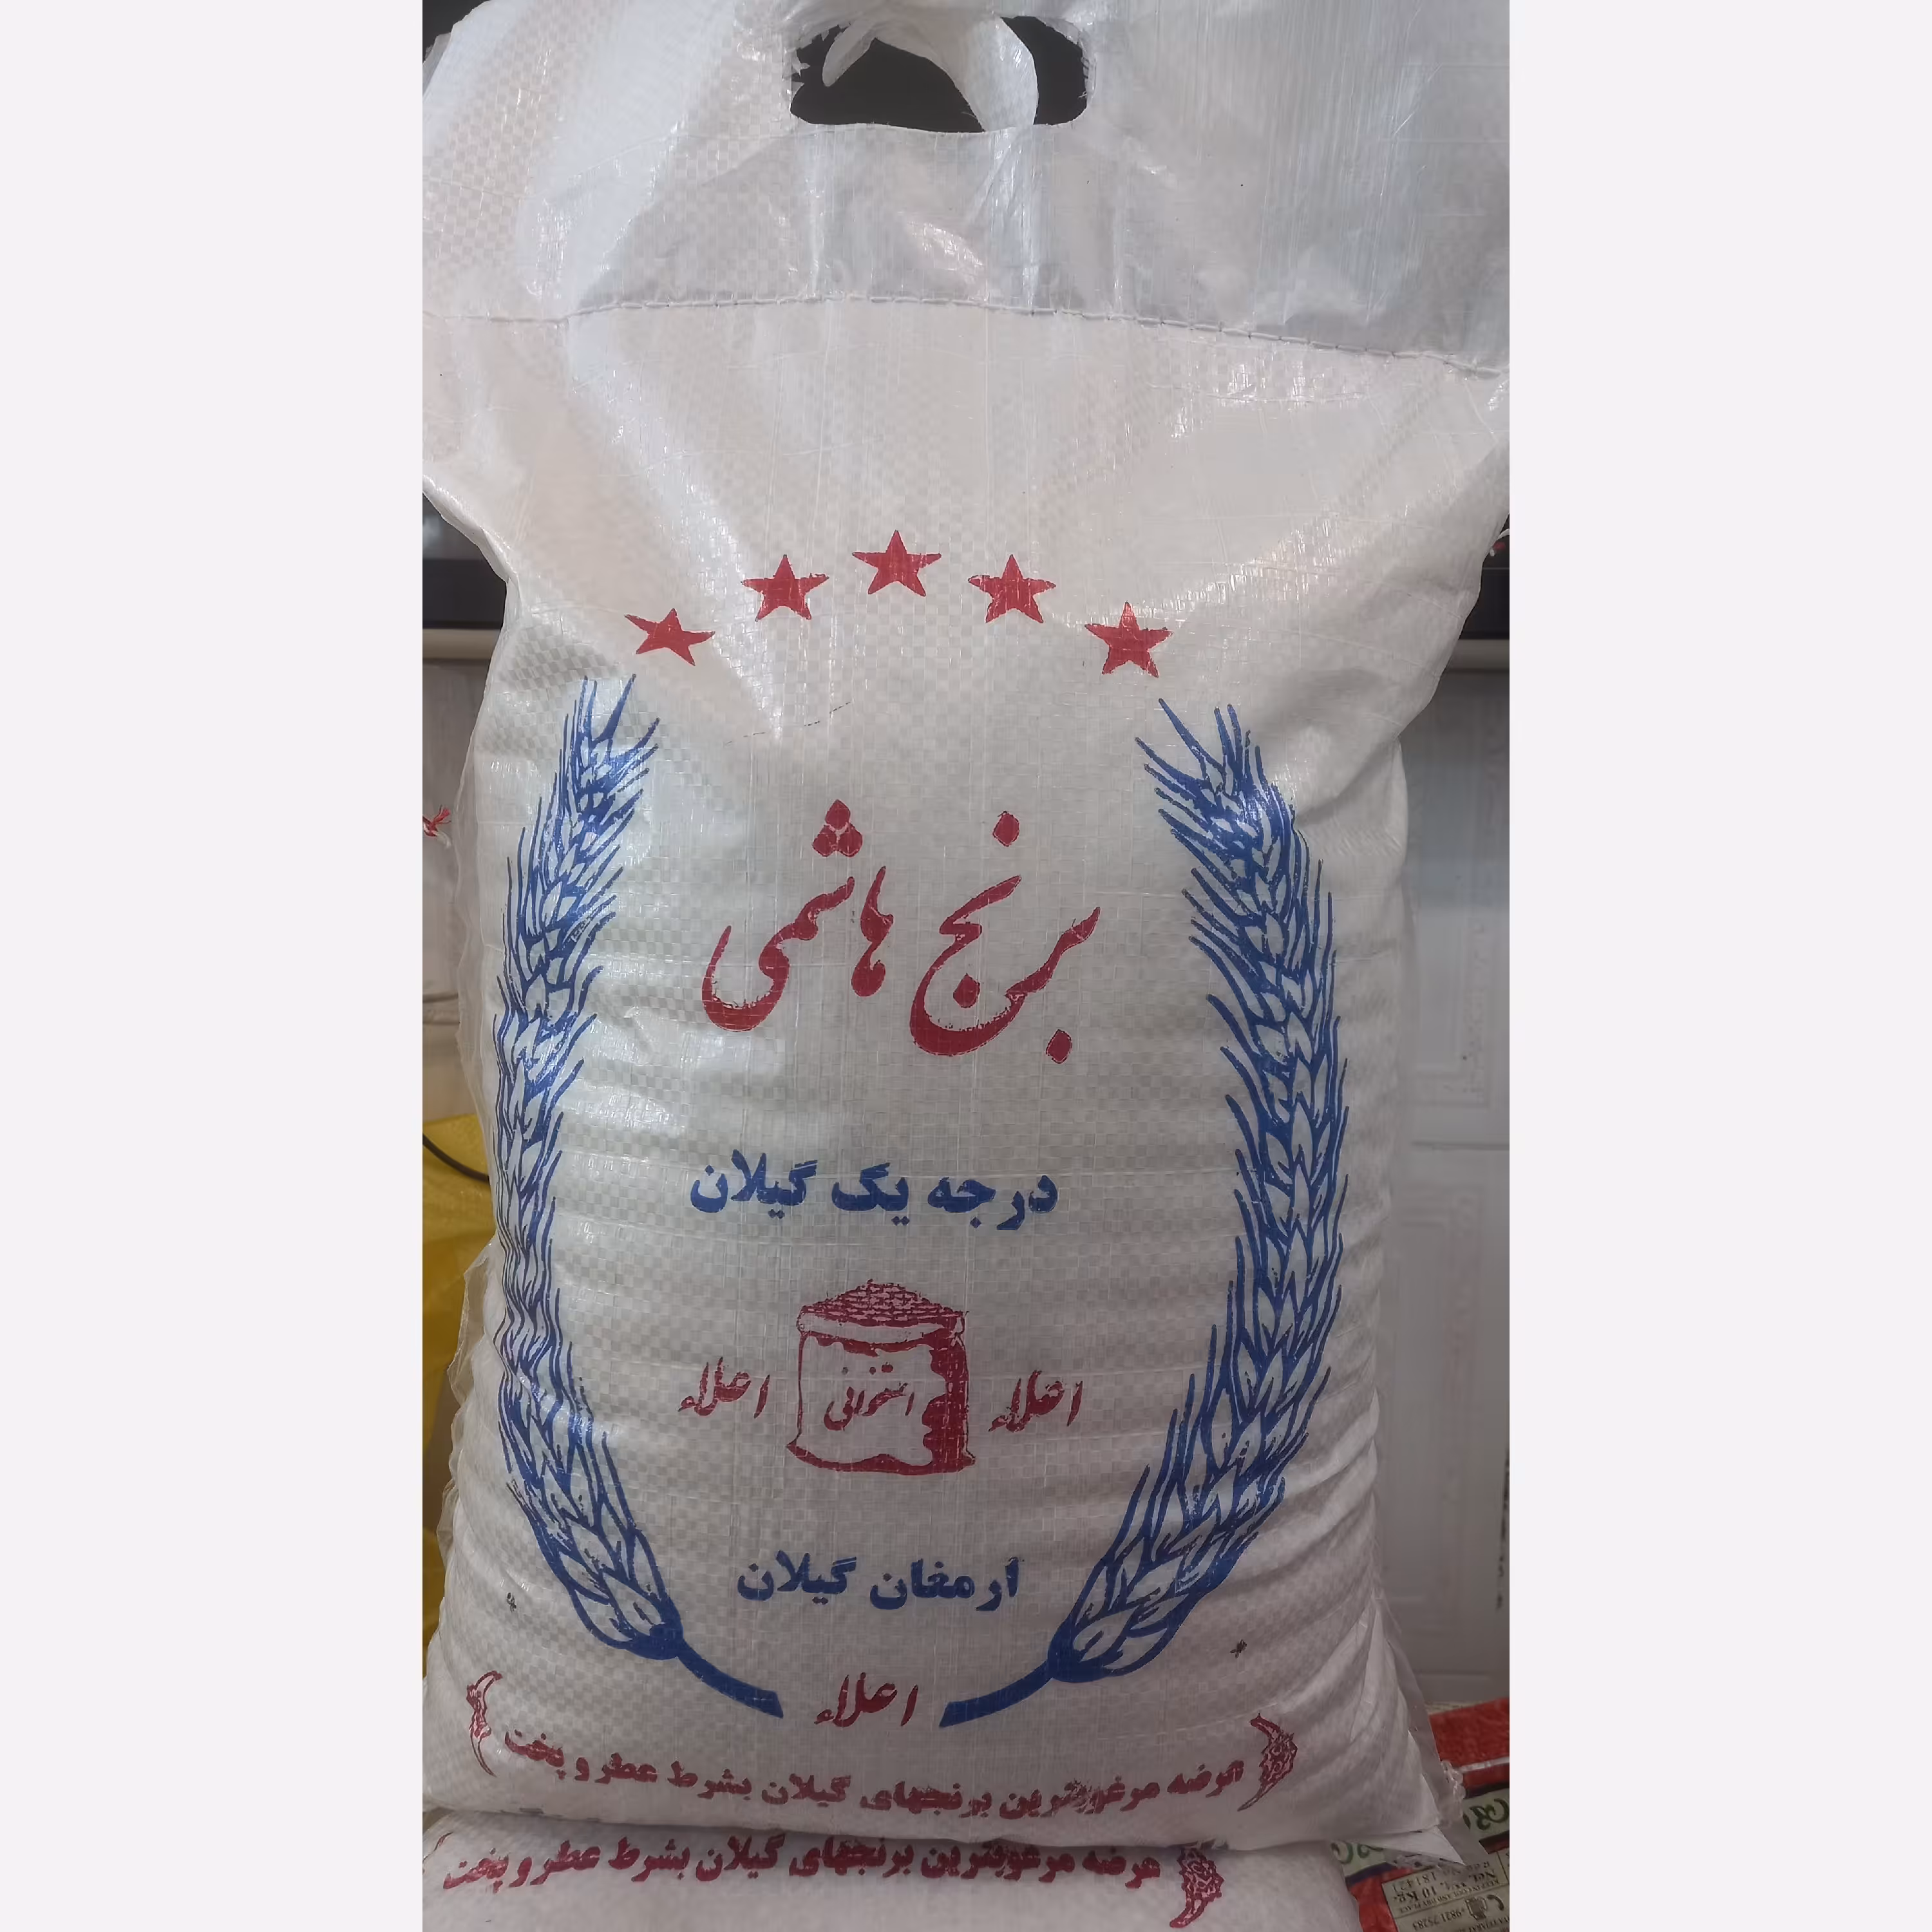 برنج هاشمی
درجه یک گیلان
اعلاء استخوانی اعلاء
ارمغان گیلان
اعلاء
عرضه مرغوبترین برنجهای گیلان بشرط عطر و پخت
عرضه مرغوبترین برنجهای گیلان بشرط عطر و پخت